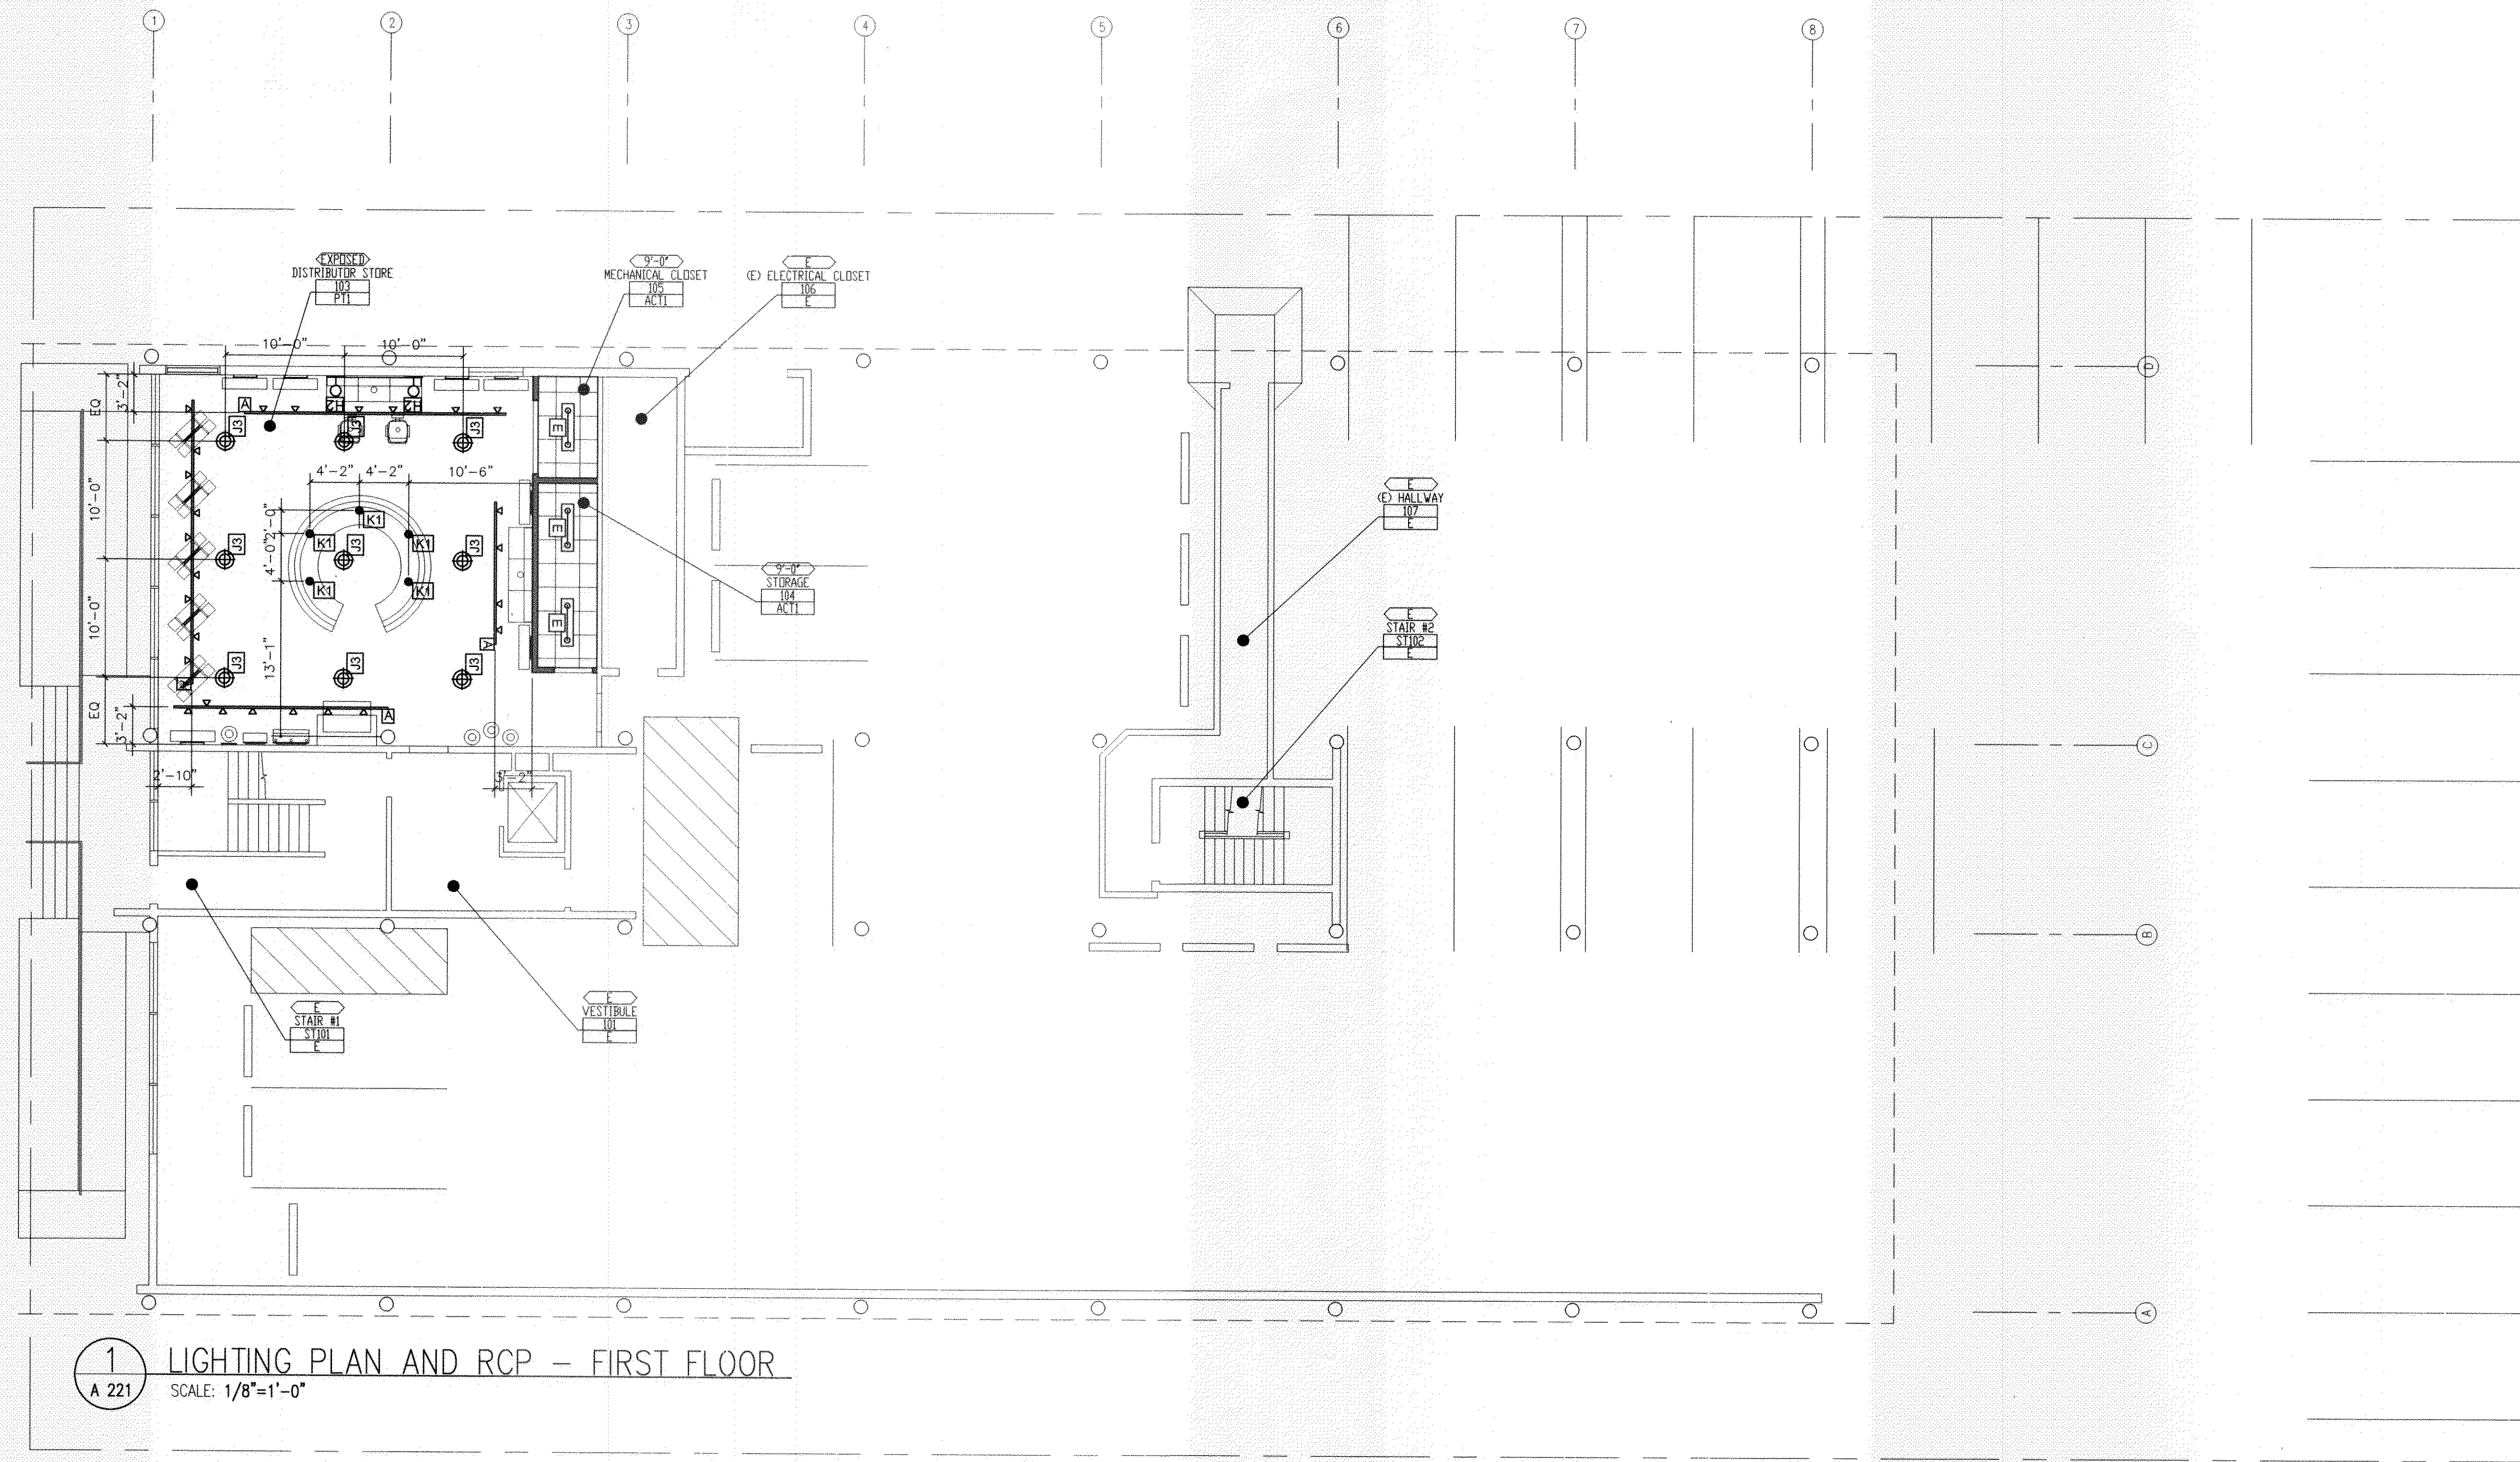 1 2 3 4 5 6 7 8
EXPOSED
DISTRIBUTOR STORE
103
PT1
9'-0"
MECHANICAL CLOSET
105
ACT1
E
(E) ELECTRICAL CLOSET
106
E
10'-0" 10'-0"
3'-2"
EQ
D
A
H2 H2
J3 J3 J3
E
4'-2" 4'-2" 10'-6"
10'-0"
2'-0"
4'-0"
K1
K1 K1
J3 J3 J3
K1 K1
E
E
9'-0"
STORAGE
104
ACT1
E
(E) HALLWAY
107
E
E
STAIR #2
ST102
E
10'-0"
13'-1"
A
J3 J3 J3
EQ
3'-2"
A
C
2'-10"
3'-2"
B
E
STAIR #1
ST101
E
E
VESTIBULE
101
E
A
1
A 221
LIGHTING PLAN AND RCP – FIRST FLOOR
SCALE: 1/8"=1'-0"